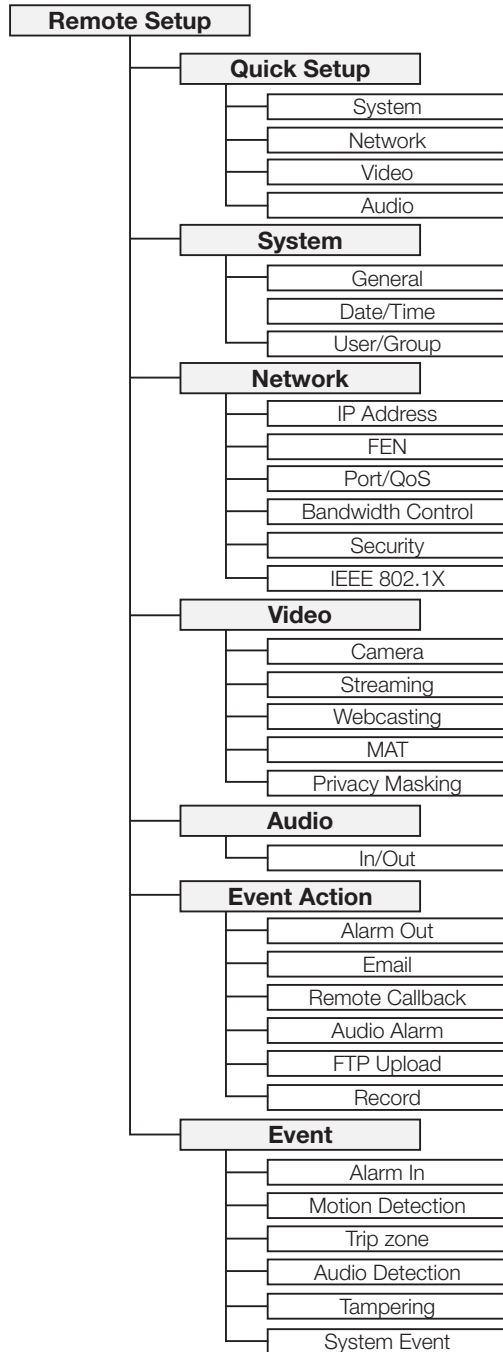 Remote Setup
Quick Setup
System
Network
Video
Audio
System
General
Date/Time
User/Group
Network
IP Address
FEN
Port/QoS
Bandwidth Control
Security
IEEE 802.1X
Video
Camera
Streaming
Webcasting
MAT
Privacy Masking
Audio
In/Out
Event Action
Alarm Out
Email
Remote Callback
Audio Alarm
FTP Upload
Record
Event
Alarm In
Motion Detection
Trip zone
Audio Detection
Tampering
System Event